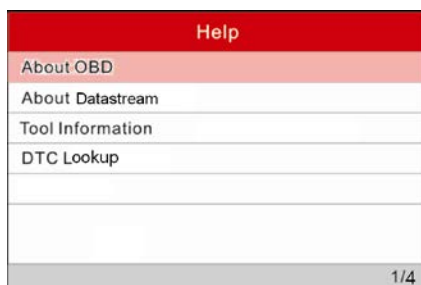 Help
About OBD
About Datastream
Tool Information
DTC Lookup
1/4